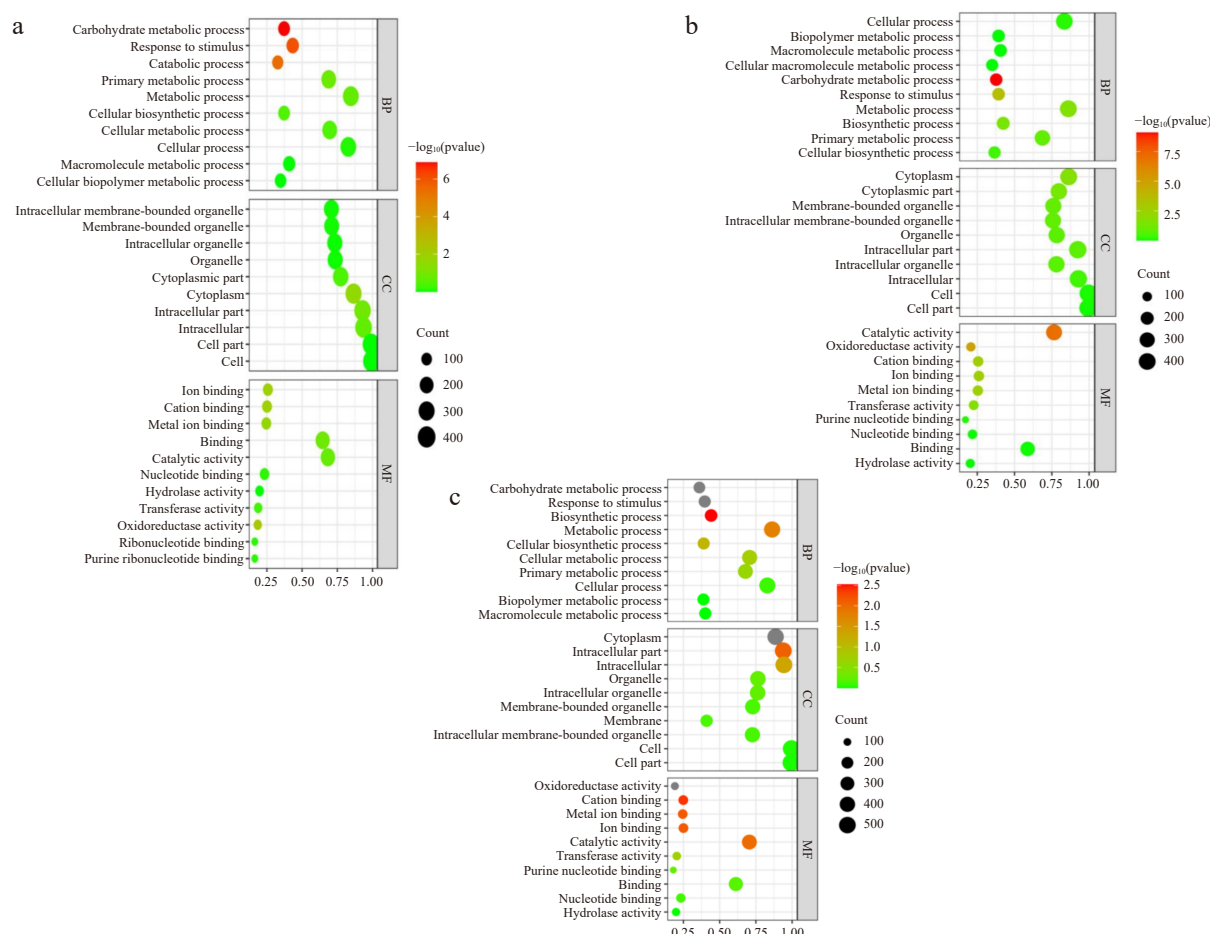 a
Carbohydrate metabolic process
Response to stimulus
Catabolic process
Primary metabolic process
Metabolic process
Cellular biosynthetic process
Cellular metabolic process
Cellular process
Macromolecule metabolic process
Cellular biopolymer metabolic process
BP
Intracellular membrane-bounded organelle
Membrane-bounded organelle
Intracellular organelle
Organelle
Cytoplasmic part
Cytoplasm
Intracellular part
Intracellular
Cell part
Cell
CC
Ion binding
Cation binding
Metal ion binding
Binding
Catalytic activity
Nucleotide binding
Hydrolase activity
Transferase activity
Oxidoreductase activity
Ribonucleotide binding
Purine ribonucleotide binding
MF
0.25 0.50 0.75 1.00
−log₁₀(pvalue)
6
4
2
Count
100
200
300
400
b
Cellular process
Biopolymer metabolic process
Macromolecule metabolic process
Cellular macromolecule metabolic process
Carbohydrate metabolic process
Response to stimulus
Metabolic process
Biosynthetic process
Primary metabolic process
Cellular biosynthetic process
BP
Cytoplasm
Cytoplasmic part
Membrane-bounded organelle
Intracellular membrane-bounded organelle
Organelle
Intracellular part
Intracellular organelle
Intracellular
Cell
Cell part
CC
Catalytic activity
Oxidoreductase activity
Cation binding
Ion binding
Metal ion binding
Transferase activity
Purine nucleotide binding
Nucleotide binding
Binding
Hydrolase activity
MF
0.25 0.50 0.75 1.00
−log₁₀(pvalue)
7.5
5.0
2.5
Count
100
200
300
400
c
Carbohydrate metabolic process
Response to stimulus
Biosynthetic process
Metabolic process
Cellular biosynthetic process
Cellular metabolic process
Primary metabolic process
Cellular process
Biopolymer metabolic process
Macromolecule metabolic process
BP
Cytoplasm
Intracellular part
Intracellular
Organelle
Intracellular organelle
Membrane-bounded organelle
Membrane
Intracellular membrane-bounded organelle
Cell
Cell part
CC
Oxidoreductase activity
Cation binding
Metal ion binding
Ion binding
Catalytic activity
Transferase activity
Purine nucleotide binding
Binding
Nucleotide binding
Hydrolase activity
MF
0.25 0.50 0.75 1.00
−log₁₀(pvalue)
2.5
2.0
1.5
1.0
0.5
Count
100
200
300
400
500